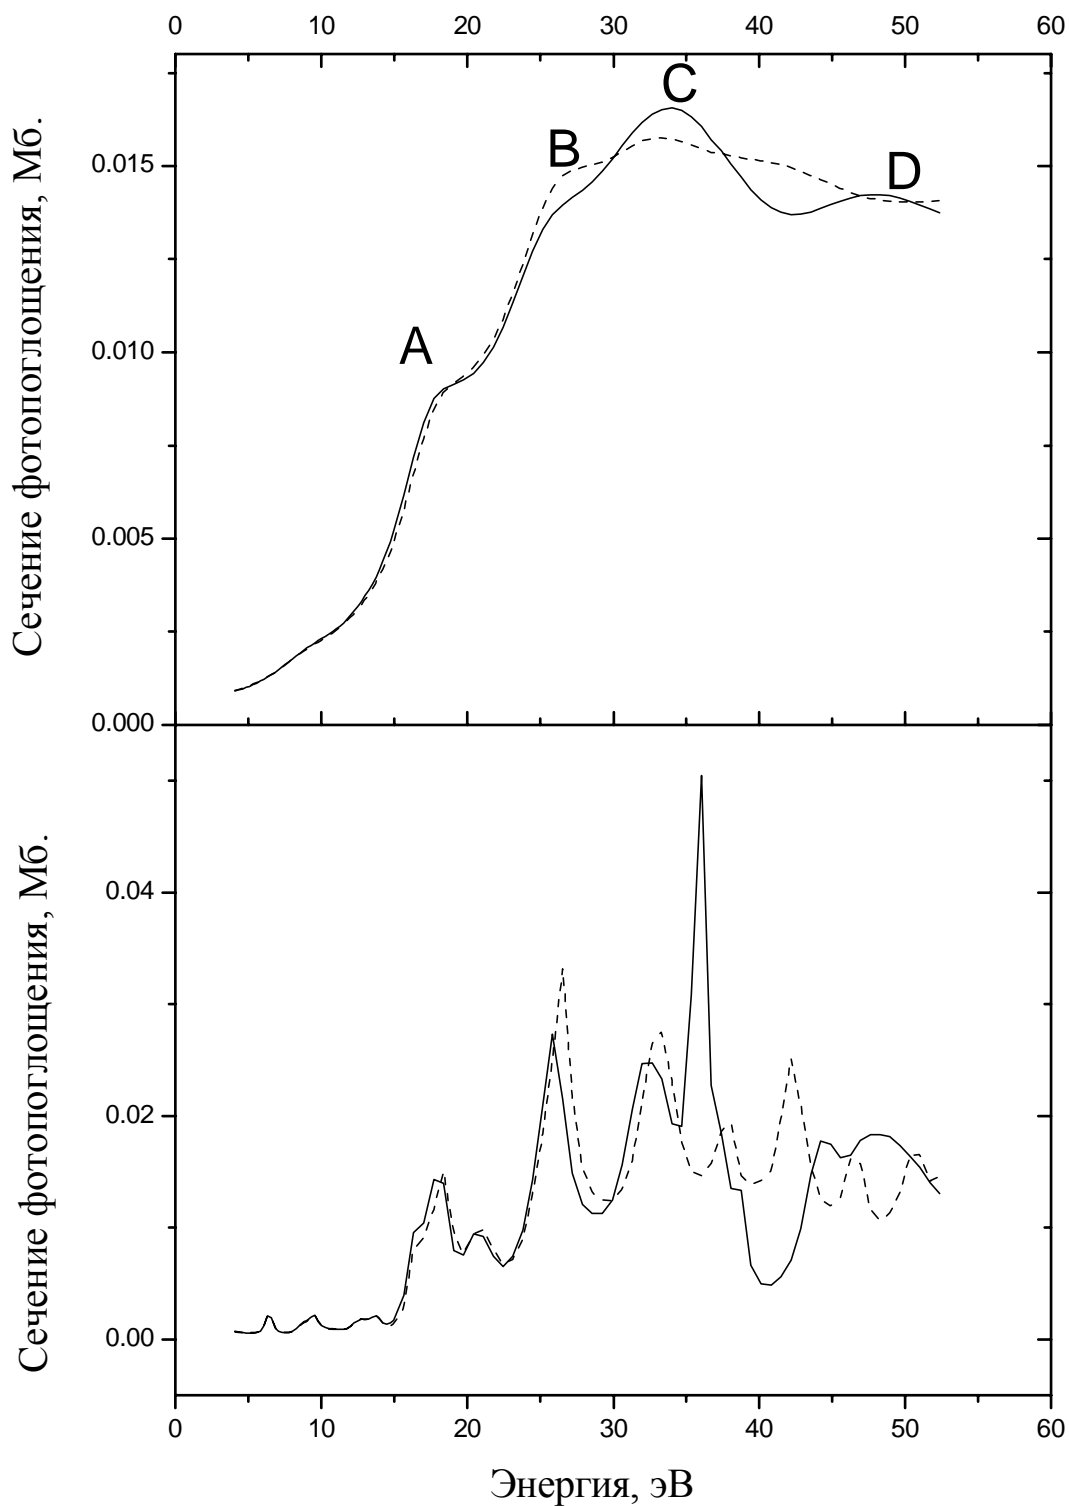 0 10 20 30 40 50 60
C
B
D
0.015
A
0.010
0.005
0.000
Сечение фотопоглощения, Мб.
0.04
0.02
0.00
Сечение фотопоглощения, Мб.
0 10 20 30 40 50 60
Энергия, эВ